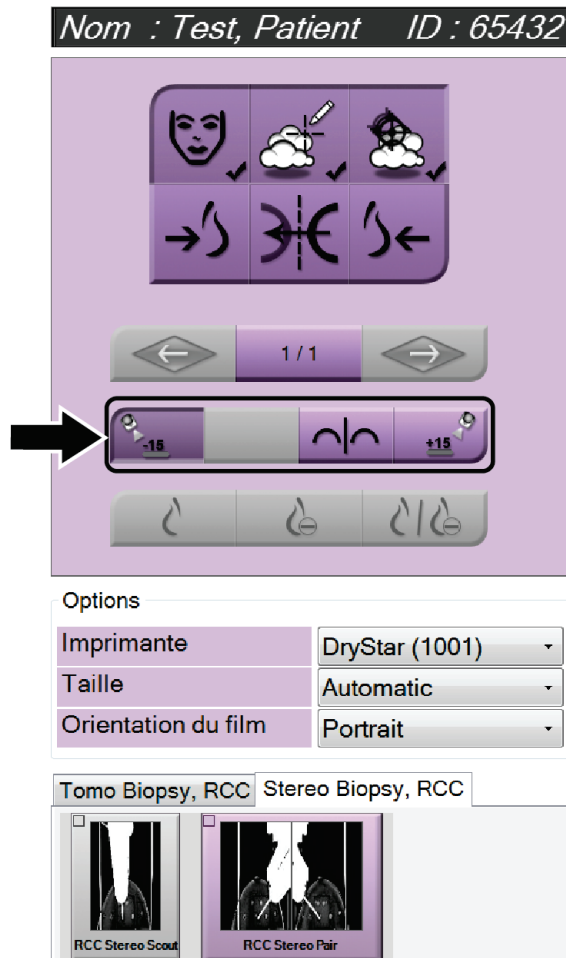 Nom : Test, Patient ID : 65432
1 / 1
-15
+15
Options
Imprimante DryStar (1001)
Taille Automatic
Orientation du film Portrait
Tomo Biopsy, RCC Stereo Biopsy, RCC
RCC Stereo Scout RCC Stereo Pair